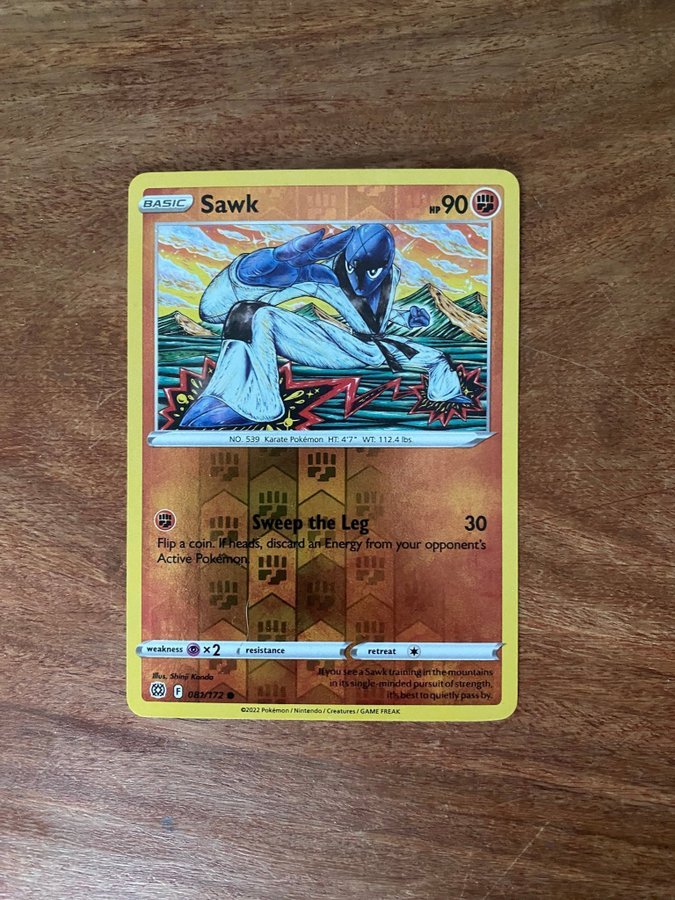 BASIC Sawk HP 90
NO. 539 Karate Pokémon HT: 4'7" WT: 112.4 lbs.
Sweep the Leg 30
Flip a coin. If heads, discard an Energy from your opponent's
Active Pokémon.
weakness ×2 resistance retreat
Illus. Shinji Kanda
If you see a Sawk training in the mountains
in its single-minded pursuit of strength,
it's best to quietly pass by.
F 082/172
©2022 Pokémon / Nintendo / Creatures / GAME FREAK